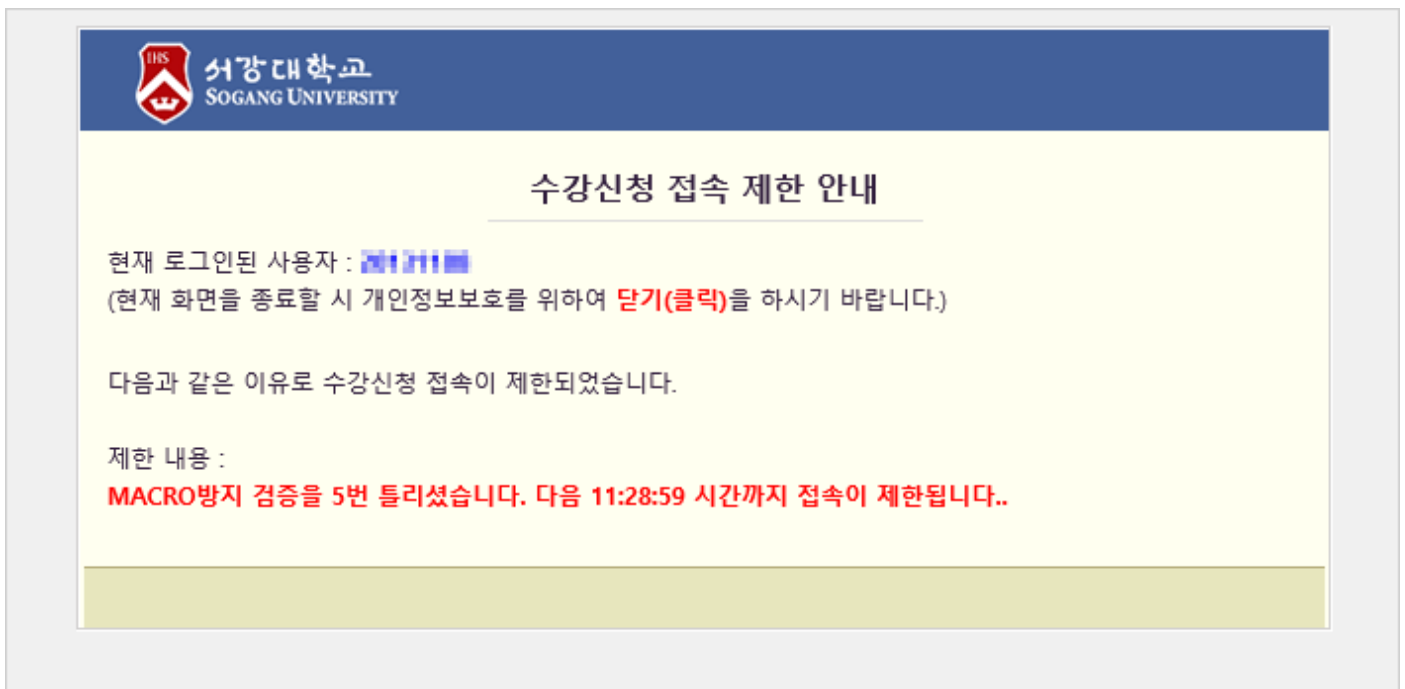 IHS
서강대학교
SOGANG UNIVERSITY
수강신청 접속 제한 안내
현재 로그인된 사용자 :
(현재 화면을 종료할 시 개인정보보호를 위하여 닫기(클릭)을 하시기 바랍니다.)
다음과 같은 이유로 수강신청 접속이 제한되었습니다.
제한 내용 :
MACRO방지 검증을 5번 틀리셨습니다. 다음 11:28:59 시간까지 접속이 제한됩니다..